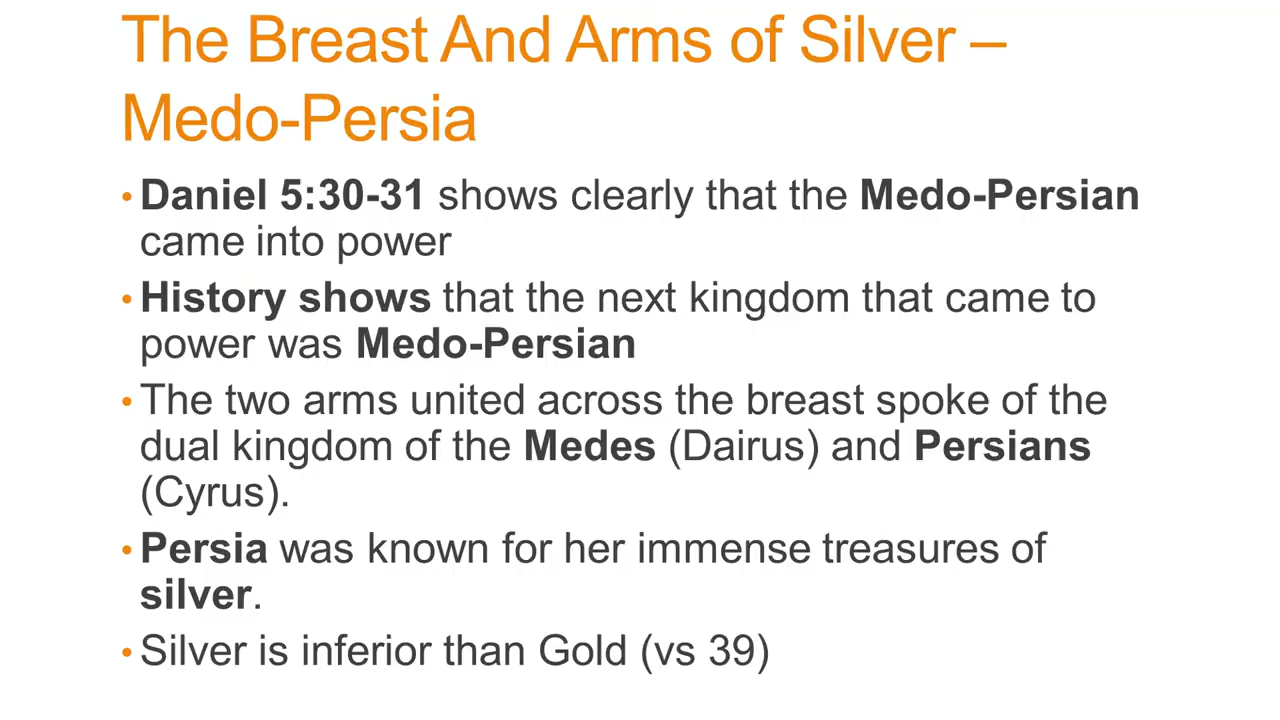 The Breast And Arms of Silver –
Medo-Persia
• Daniel 5:30-31 shows clearly that the Medo-Persian
came into power
• History shows that the next kingdom that came to
power was Medo-Persian
• The two arms united across the breast spoke of the
dual kingdom of the Medes (Dairus) and Persians
(Cyrus).
• Persia was known for her immense treasures of
silver.
• Silver is inferior than Gold (vs 39)